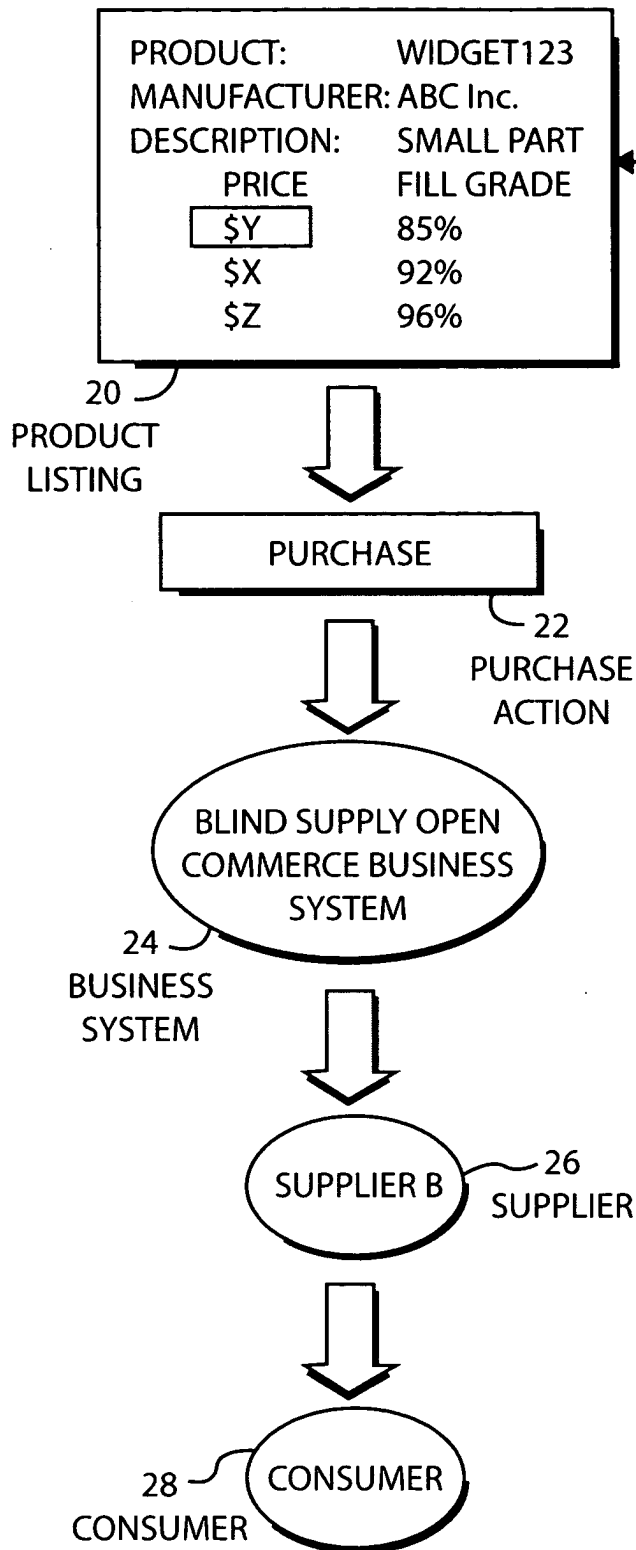 PRODUCT: WIDGET123
MANUFACTURER: ABC Inc.
DESCRIPTION: SMALL PART
PRICE FILL GRADE
$Y 85%
$X 92%
$Z 96%
20
PRODUCT
LISTING
PURCHASE
22
PURCHASE
ACTION
BLIND SUPPLY OPEN
COMMERCE BUSINESS
SYSTEM
24
BUSINESS
SYSTEM
SUPPLIER B
26
SUPPLIER
CONSUMER
28
CONSUMER